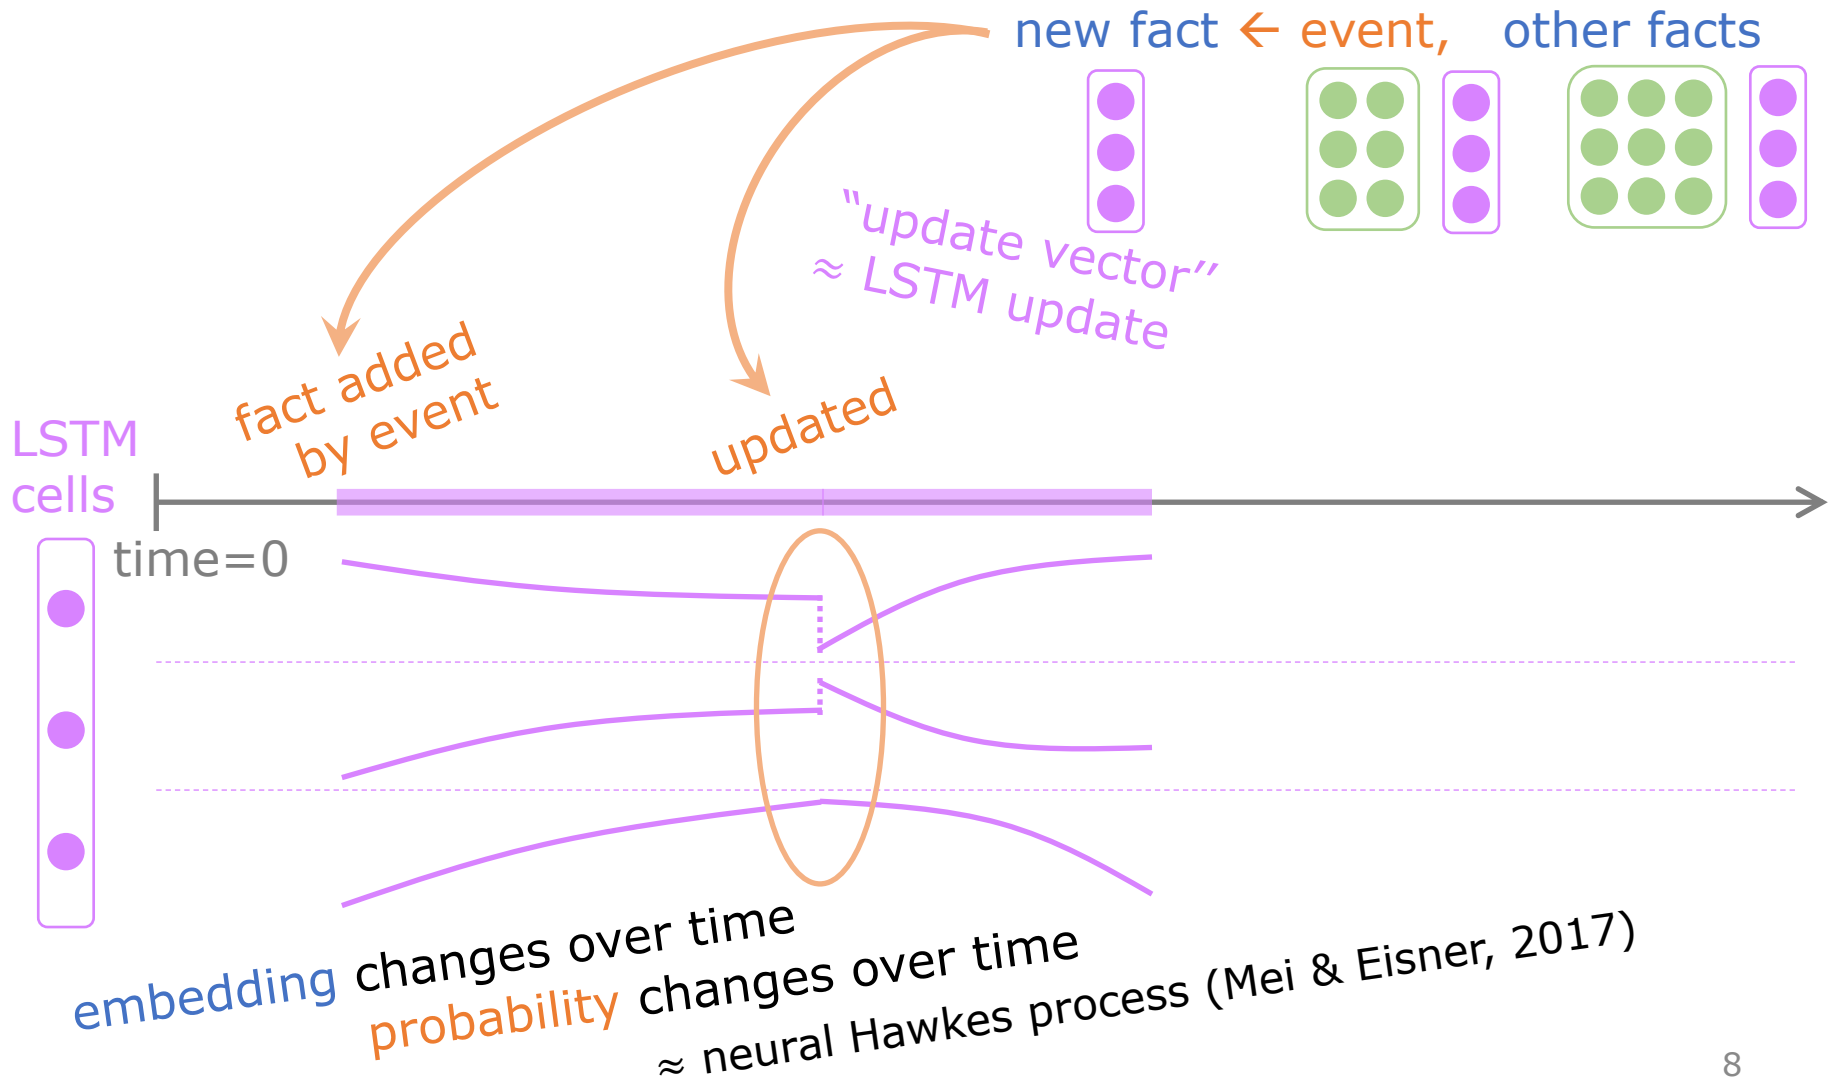 new fact ← event, other facts
“update vector”
≈ LSTM update
fact added
by event
updated
LSTM
cells
time=0
embedding changes over time
probability changes over time
≈ neural Hawkes process (Mei & Eisner, 2017)
8